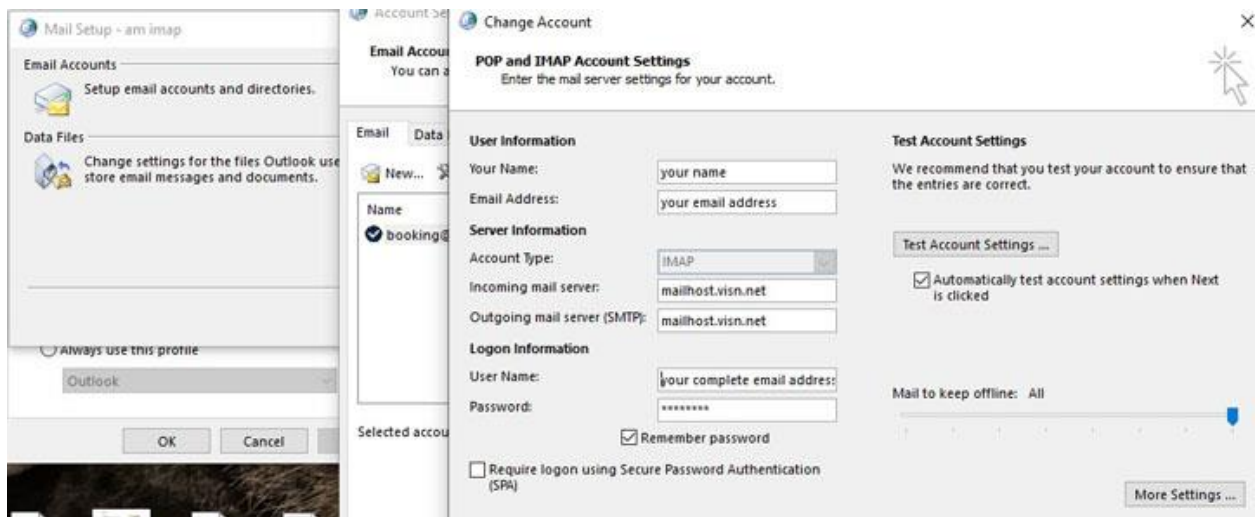 Mail Setup - am imap
Email Accounts
Setup email accounts and directories.
Data Files
Change settings for the files Outlook use
store email messages and documents.
Always use this profile
Outlook
OK
Cancel
Account Se
Email Accou
You can a
Email
Data
New...
Name
booking@
Selected accou
Change Account
POP and IMAP Account Settings
Enter the mail server settings for your account.
User Information
Your Name:
your name
Email Address:
your email address
Server Information
Account Type:
IMAP
Incoming mail server:
mailhost.visn.net
Outgoing mail server (SMTP):
mailhost.visn.net
Logon Information
User Name:
your complete email addres
Password:
********
Remember password
Require logon using Secure Password Authentication
(SPA)
Test Account Settings
We recommend that you test your account to ensure that
the entries are correct.
Test Account Settings ...
Automatically test account settings when Next
is clicked
Mail to keep offline: All
More Settings ...